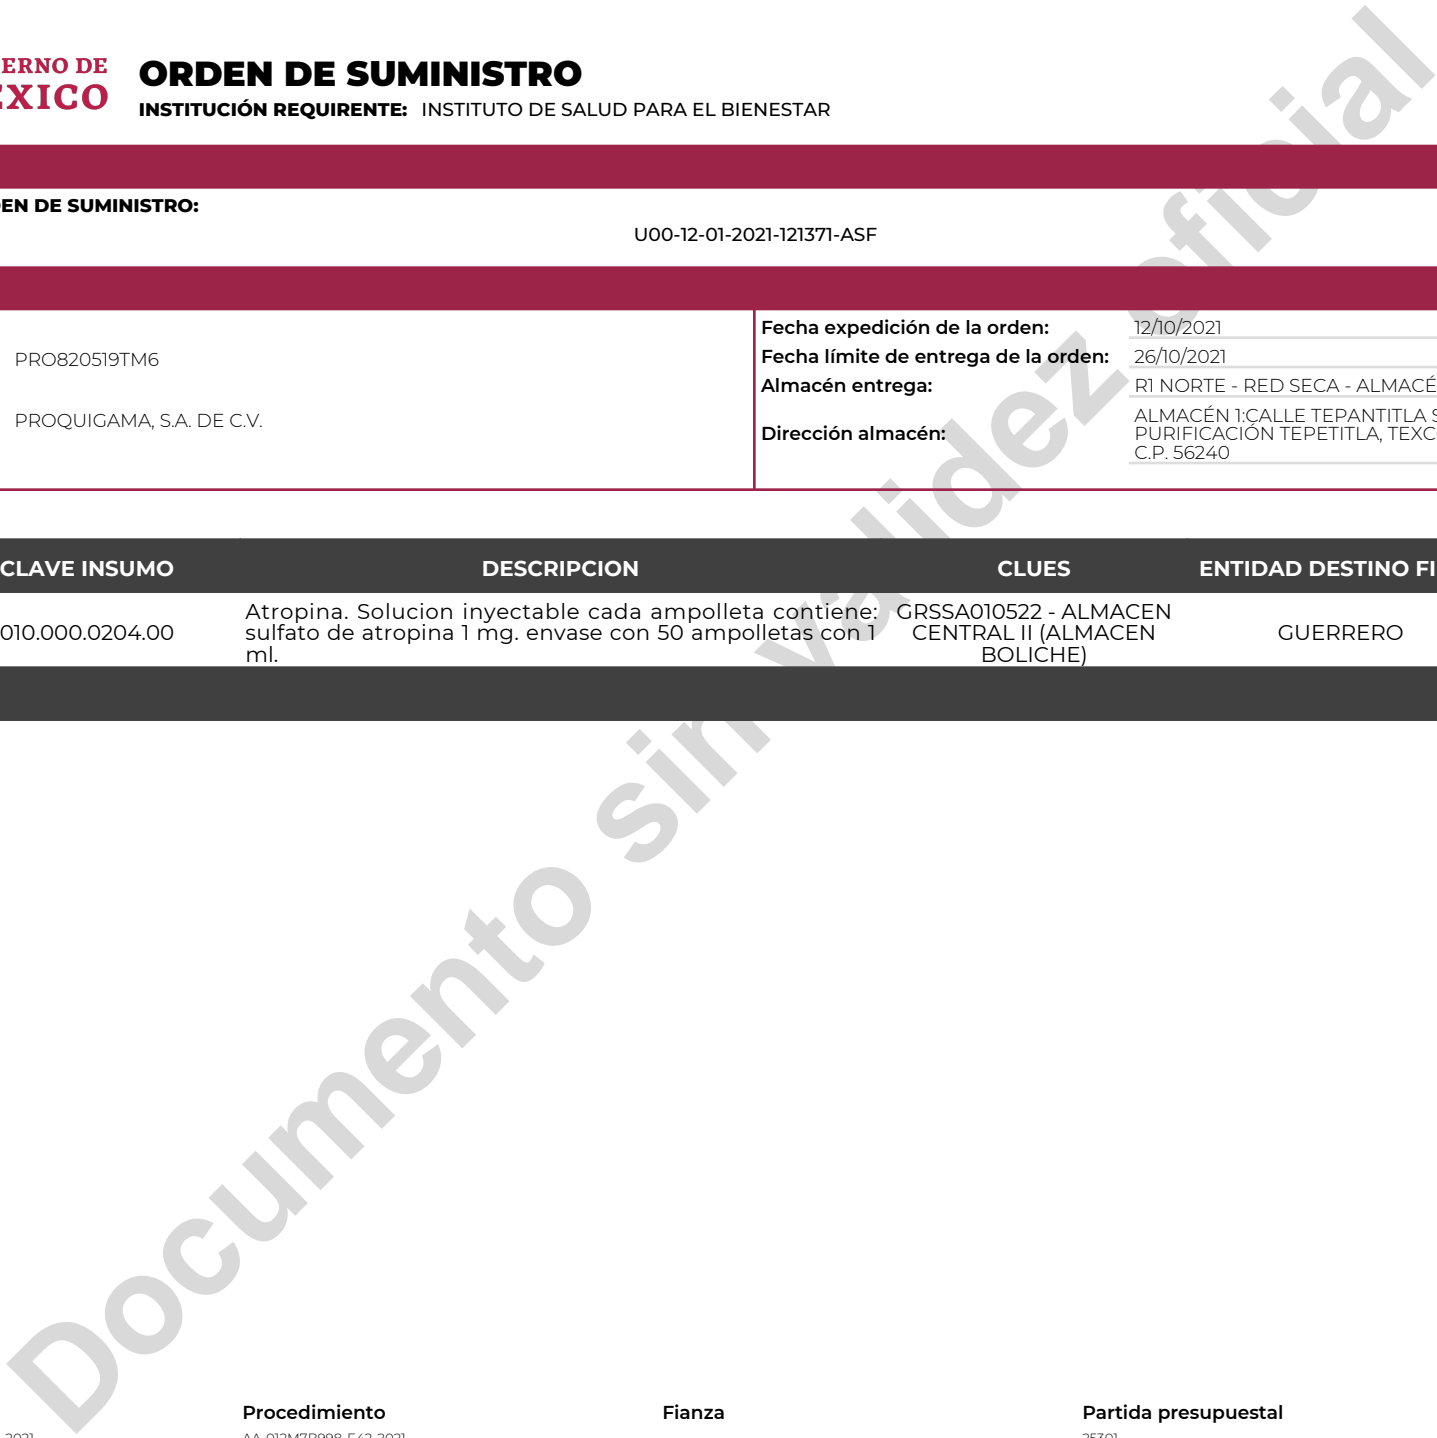 ERNO DE
EXICO
ORDEN DE SUMINISTRO
INSTITUCIÓN REQUIRENTE: INSTITUTO DE SALUD PARA EL BIENESTAR
EN DE SUMINISTRO:
U00-12-01-2021-121371-ASF
PRO820519TM6
PROQUIGAMA, S.A. DE C.V.
Fecha expedición de la orden: 12/10/2021
Fecha límite de entrega de la orden: 26/10/2021
Almacén entrega: R1 NORTE - RED SECA - ALMACÉ
Dirección almacén:
ALMACÉN 1:CALLE TEPANTITLA S
PURIFICACIÓN TEPETITLA, TEXC
C.P. 56240
CLAVE INSUMO DESCRIPCION CLUES ENTIDAD DESTINO FI
010.000.0204.00
Atropina. Solucion inyectable cada ampolleta contiene:
sulfato de atropina 1 mg. envase con 50 ampolletas con 1
ml.
GRSSA010522 - ALMACEN
CENTRAL II (ALMACEN
BOLICHE)
GUERRERO
Documento sin validez oficial
Procedimiento Fianza Partida presupuestal